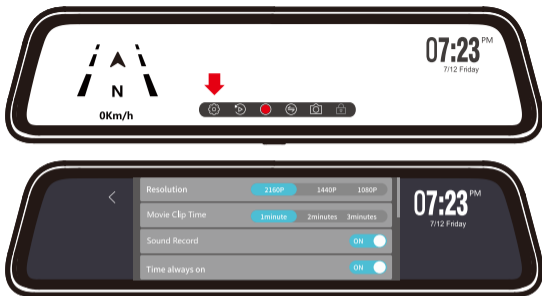 07:23 PM
7/12 Friday
N
0Km/h
Resolution 2160P 1440P 1080P
07:23 PM
Movie Clip Time 1minute 2minutes 3minutes
7/12 Friday
Sound Record ON
Time always on ON